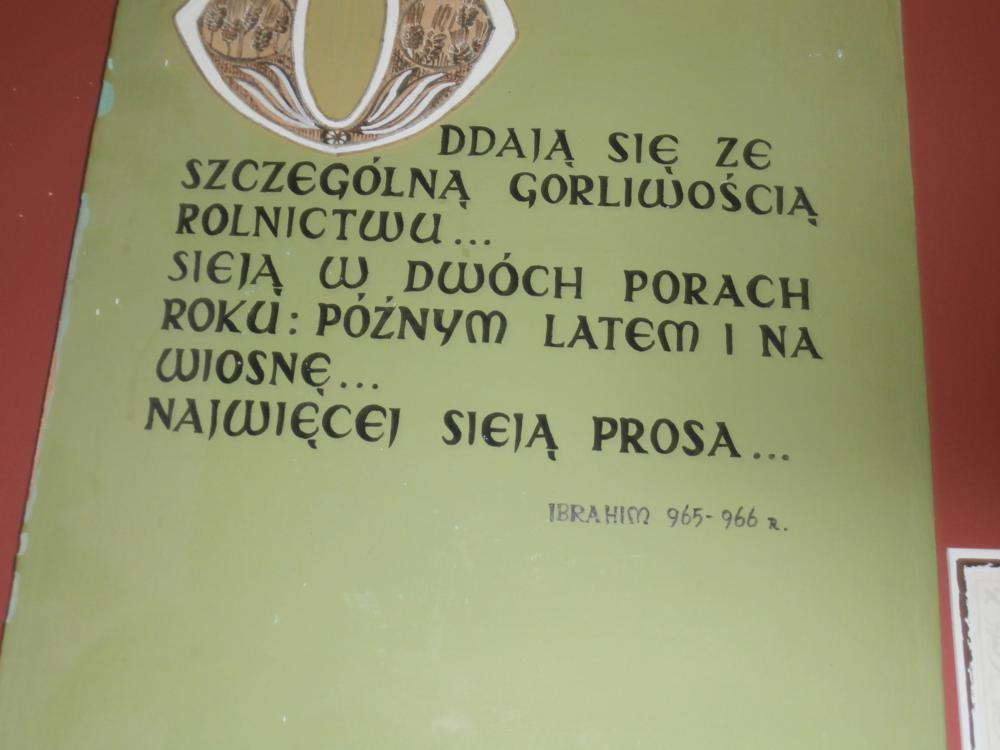 ODDAJĄ SIĘ ZE
SZCZEGÓLNĄ GORLIWOŚCIĄ
ROLNICTWU...
SIEJĄ W DWÓCH PORACH
ROKU: PÓŹNYM LATEM I NA
WIOSNĘ...
NAJWIĘCEJ SIEJĄ PROSA...
IBRAHIM 965-966 R.